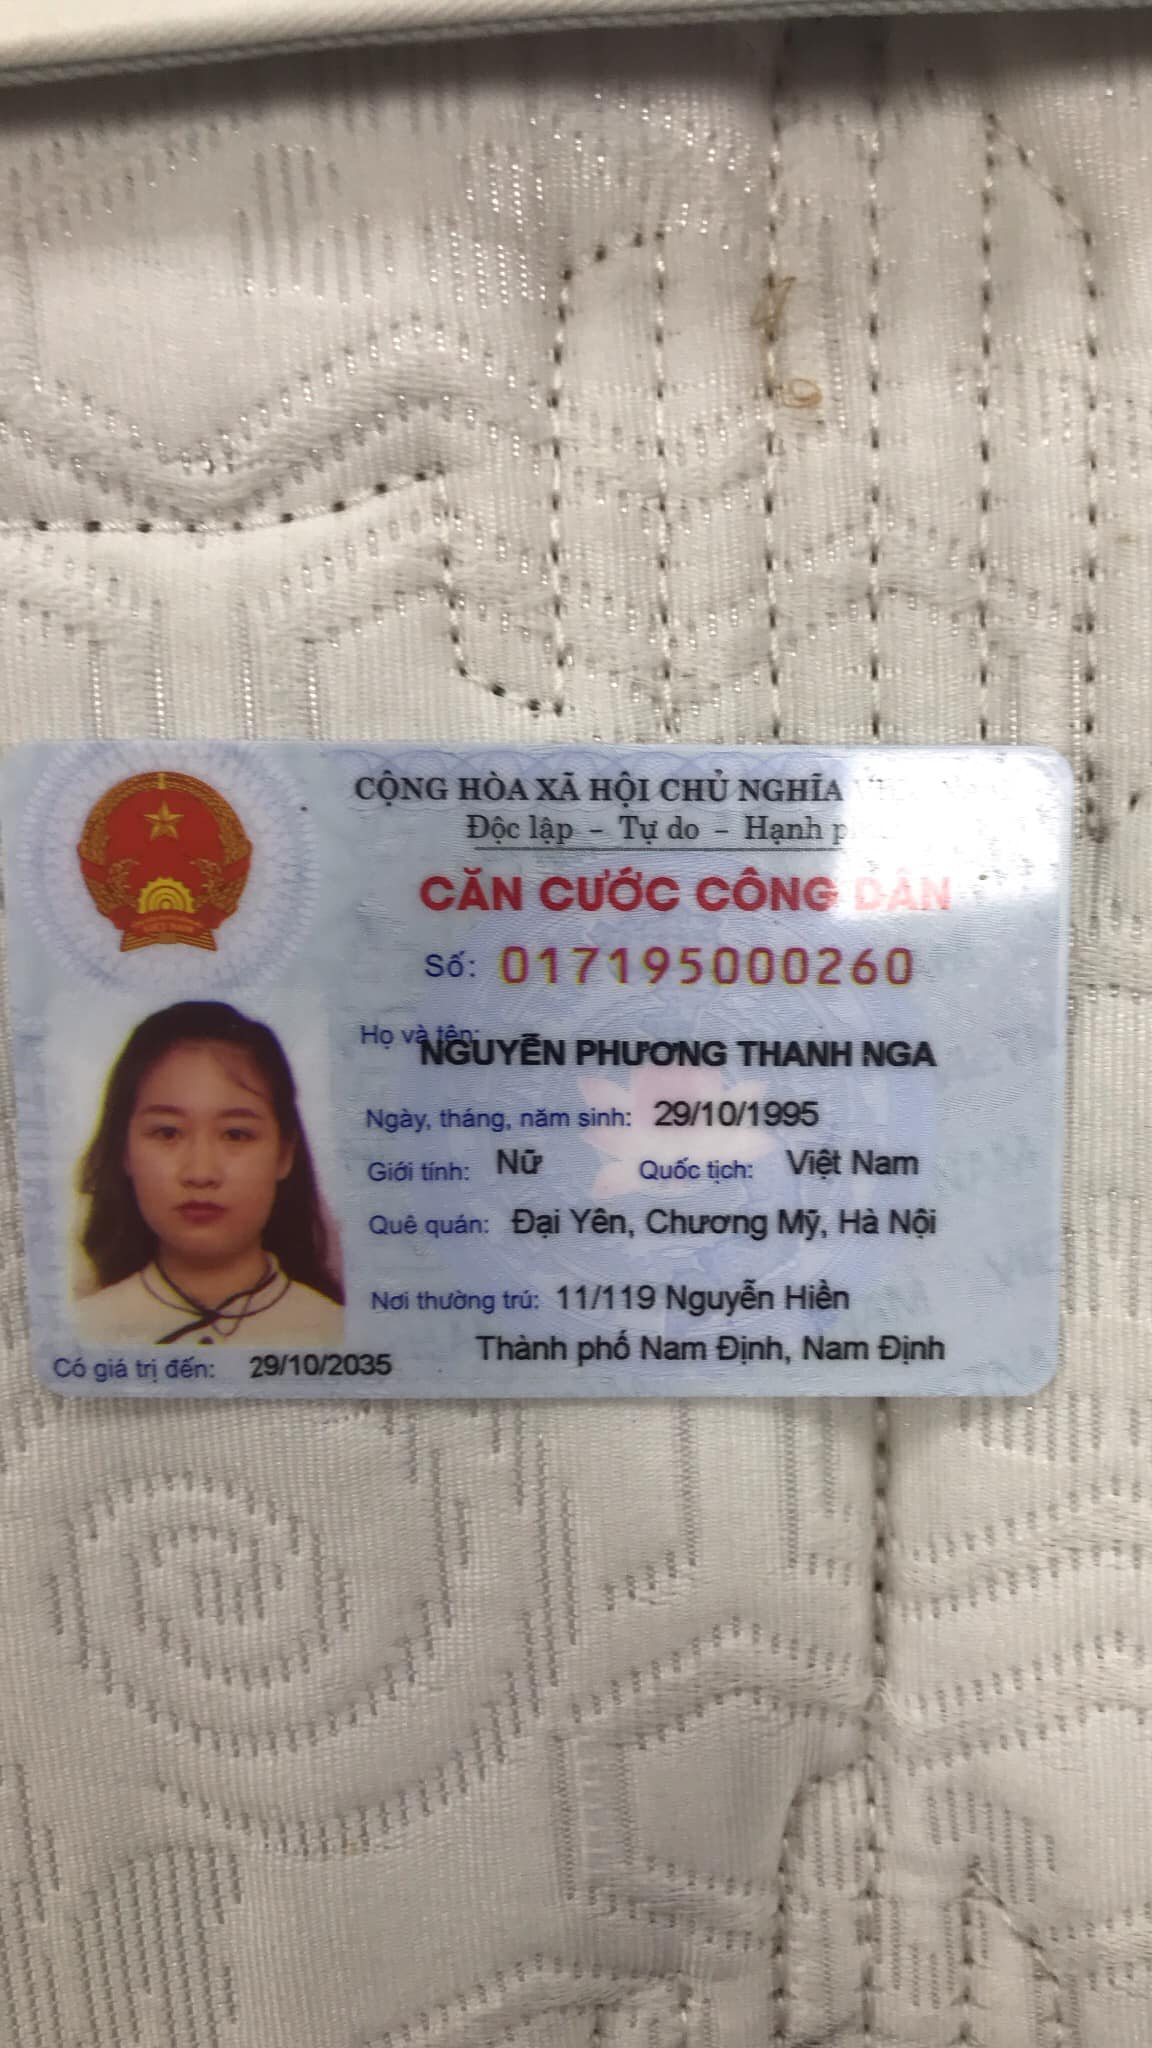 CỘNG HÒA XÃ HỘI CHỦ NGHĨA
Độc lập – Tự do – Hạnh
CĂN CƯỚC CÔNG DÂN
Số: 017195000260
Họ và tên:
NGUYỄN PHƯƠNG THANH NGA
Ngày, tháng, năm sinh: 29/10/1995
Giới tính: Nữ Quốc tịch: Việt Nam
Quê quán: Đại Yên, Chương Mỹ, Hà Nội
Nơi thường trú: 11/119 Nguyễn Hiền
Thành phố Nam Định, Nam Định
Có giá trị đến: 29/10/2035